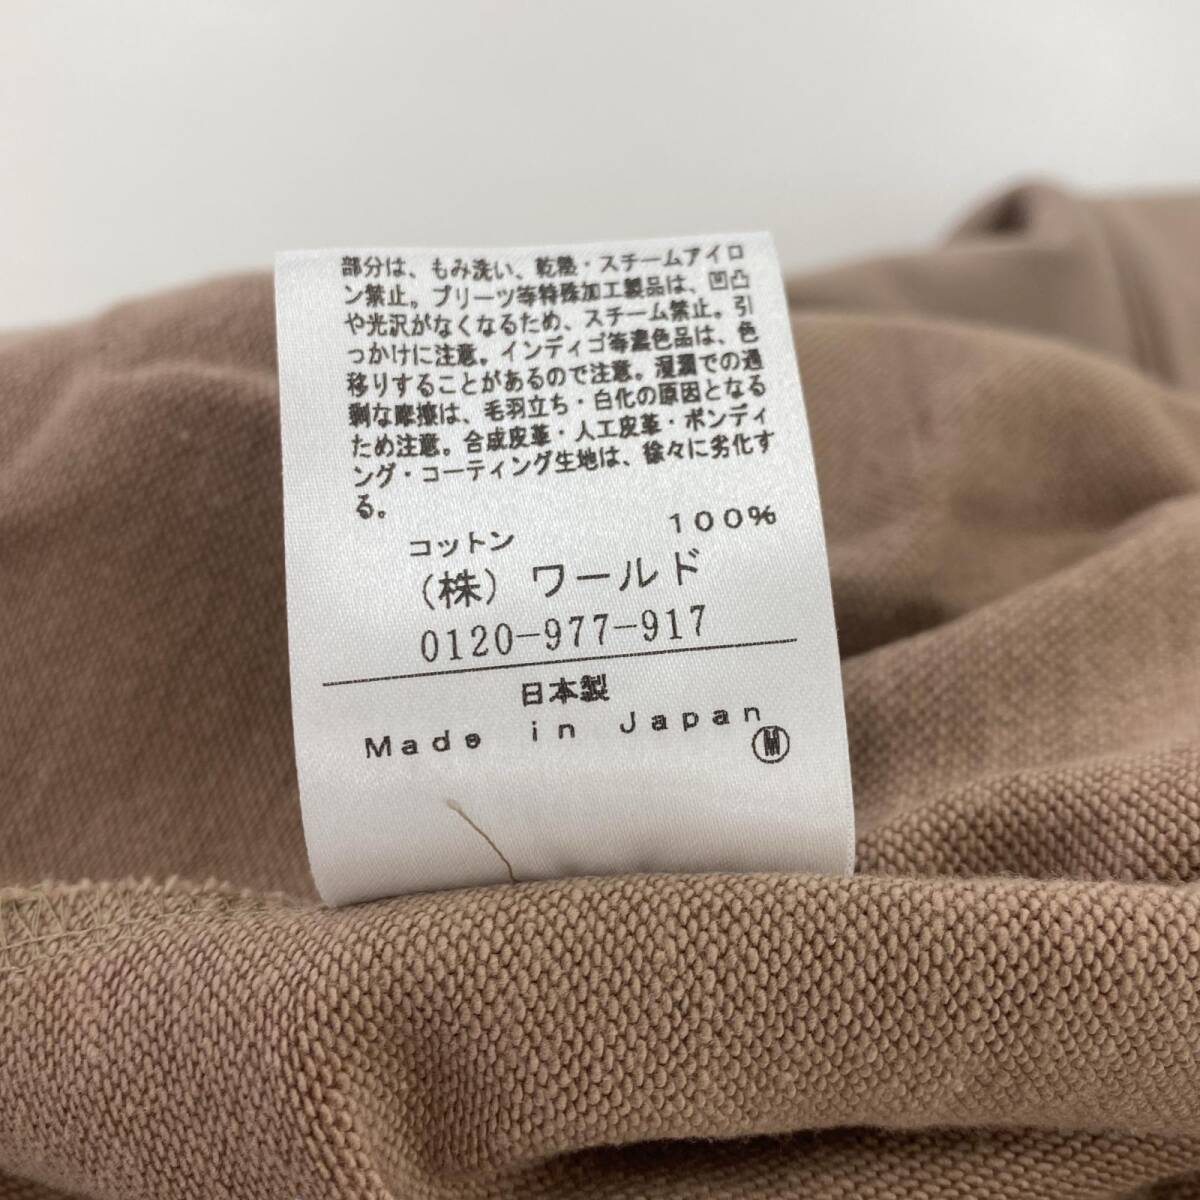 部分は、もみ洗い、乾熱・スチームアイロ
ン禁止。プリーツ等特殊加工製品は、凹凸
や光沢がなくなるため、スチーム禁止。引
っかけに注意。インディゴ等濃色品は、色
移りすることがあるので注意。湿潤での過
剰な摩擦は、毛羽立ち・白化の原因となる
ため注意。合成皮革・人工皮革・ボンディ
ング・コーティング生地は、徐々に劣化す
る。
コットン 100%
(株) ワールド
0120-977-917
日本製
Made in Japan
M